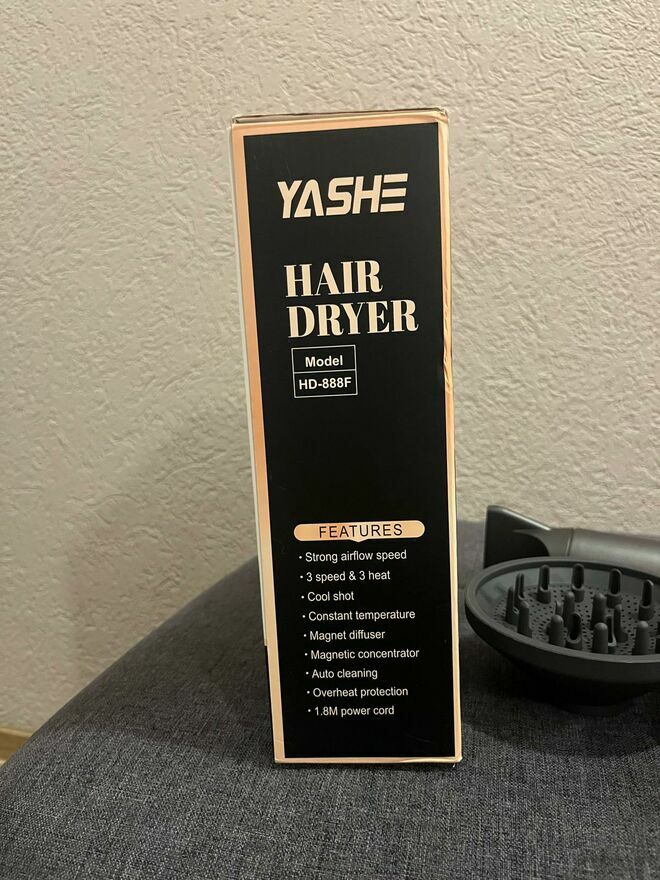 YASHE
HAIR
DRYER
Model
HD-888F
FEATURES
• Strong airflow speed
• 3 speed & 3 heat
• Cool shot
• Constant temperature
• Magnet diffuser
• Magnetic concentrator
• Auto cleaning
• Overheat protection
• 1.8M power cord